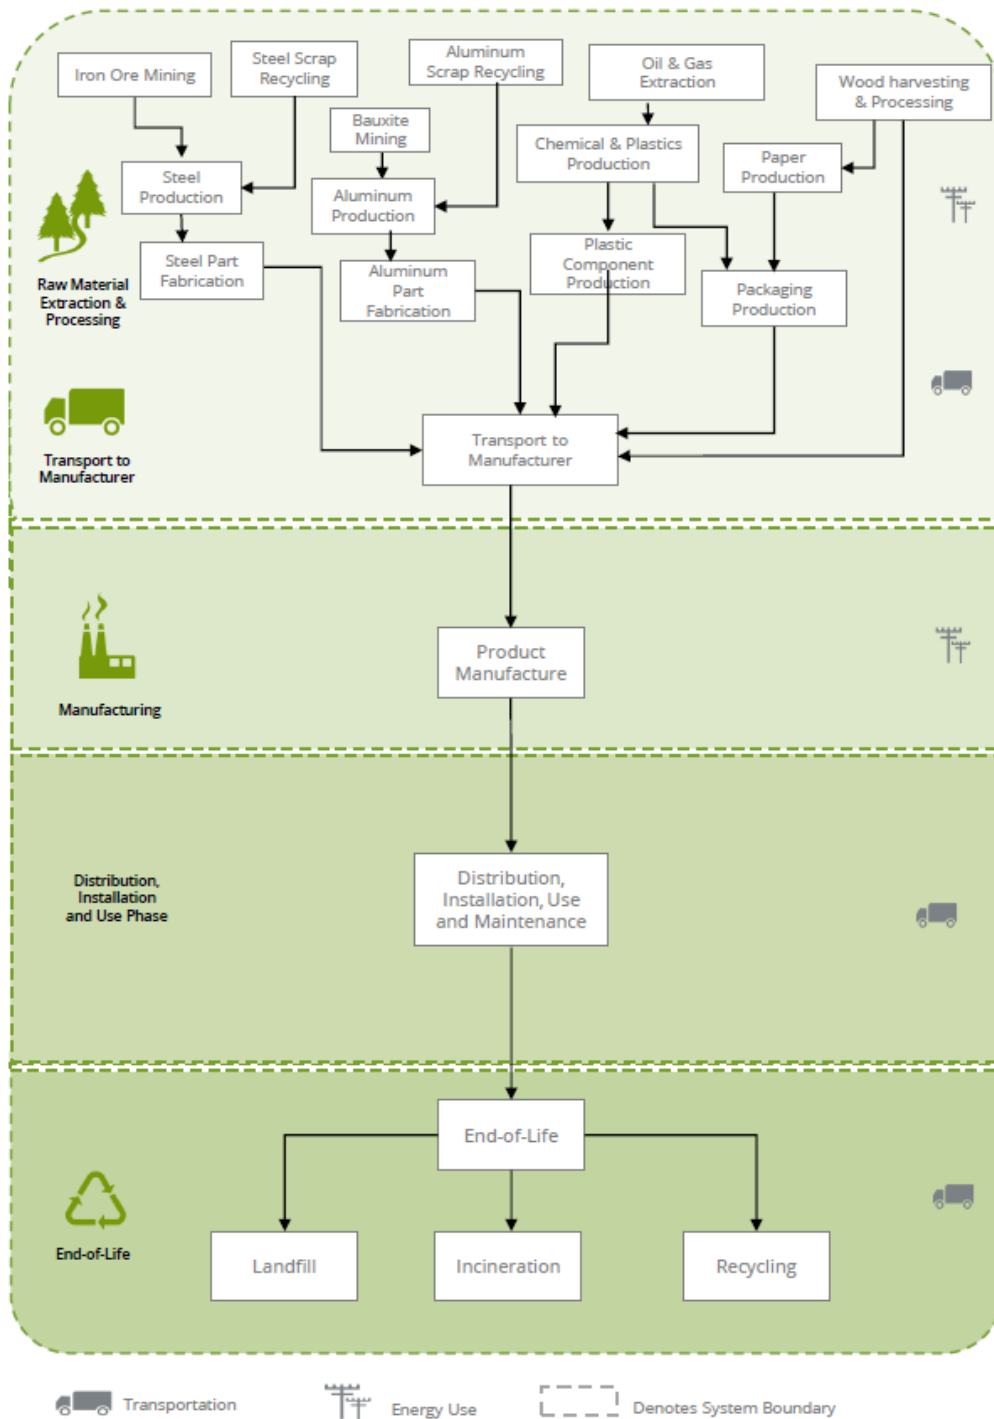 Iron Ore Mining
Steel Scrap
Recycling
Aluminum
Scrap Recycling
Oil & Gas
Extraction
Wood harvesting
& Processing
Bauxite
Mining
Chemical & Plastics
Production
Paper
Production
Steel
Production
Aluminum
Production
Steel Part
Fabrication
Aluminum
Part
Fabrication
Plastic
Component
Production
Packaging
Production
Raw Material
Extraction &
Processing
Transport to
Manufacturer
Transport to
Manufacturer
Product
Manufacture
Manufacturing
Distribution,
Installation
and Use Phase
Distribution,
Installation, Use
and Maintenance
End-of-Life
End-of-Life
Landfill
Incineration
Recycling
Transportation
Energy Use
Denotes System Boundary